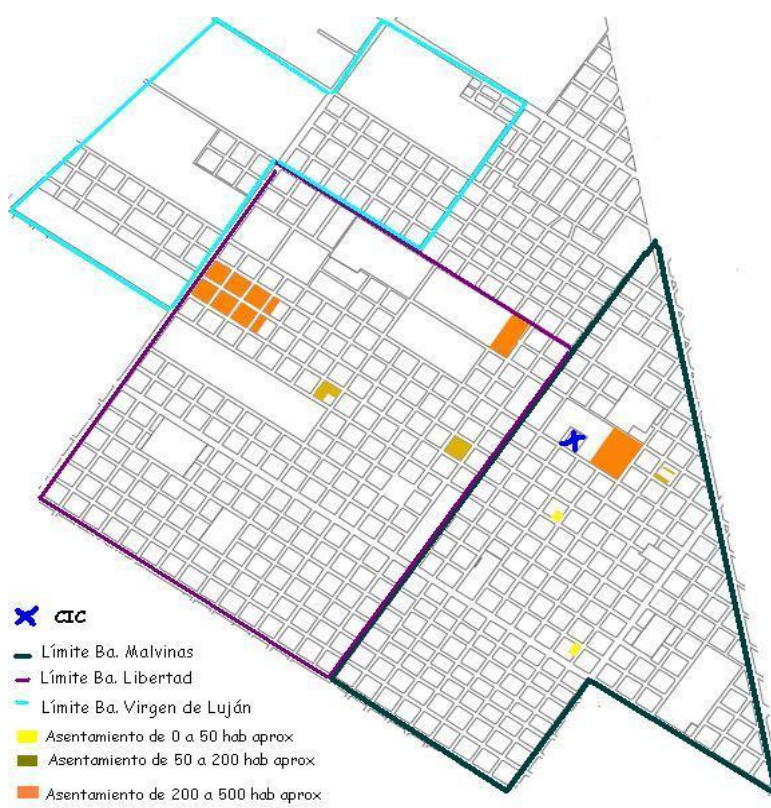 CIC
Límite Ba. Malvinas
Límite Ba. Libertad
Límite Ba. Virgen de Luján
Asentamiento de 0 a 50 hab aprox
Asentamiento de 50 a 200 hab aprox
Asentamiento de 200 a 500 hab aprox